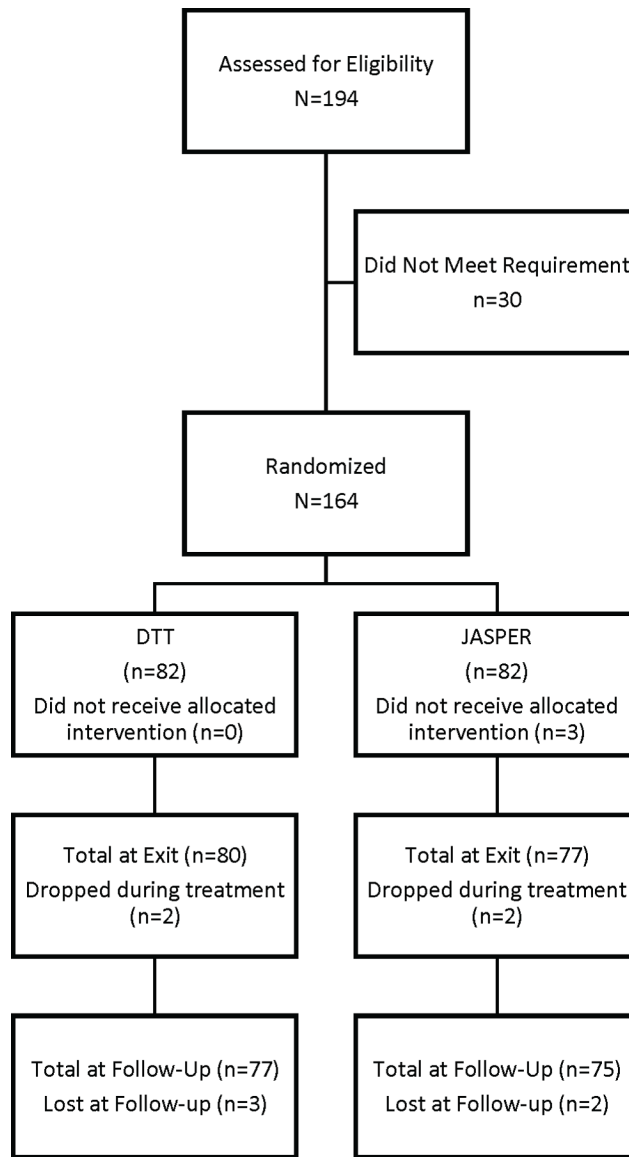 Assessed for Eligibility
N=194
Did Not Meet Requirement
n=30
Randomized
N=164
DTT
(n=82)
Did not receive allocated
intervention (n=0)
JASPER
(n=82)
Did not receive allocated
intervention (n=3)
Total at Exit (n=80)
Dropped during treatment
(n=2)
Total at Exit (n=77)
Dropped during treatment
(n=2)
Total at Follow-Up (n=77)
Lost at Follow-up (n=3)
Total at Follow-Up (n=75)
Lost at Follow-up (n=2)